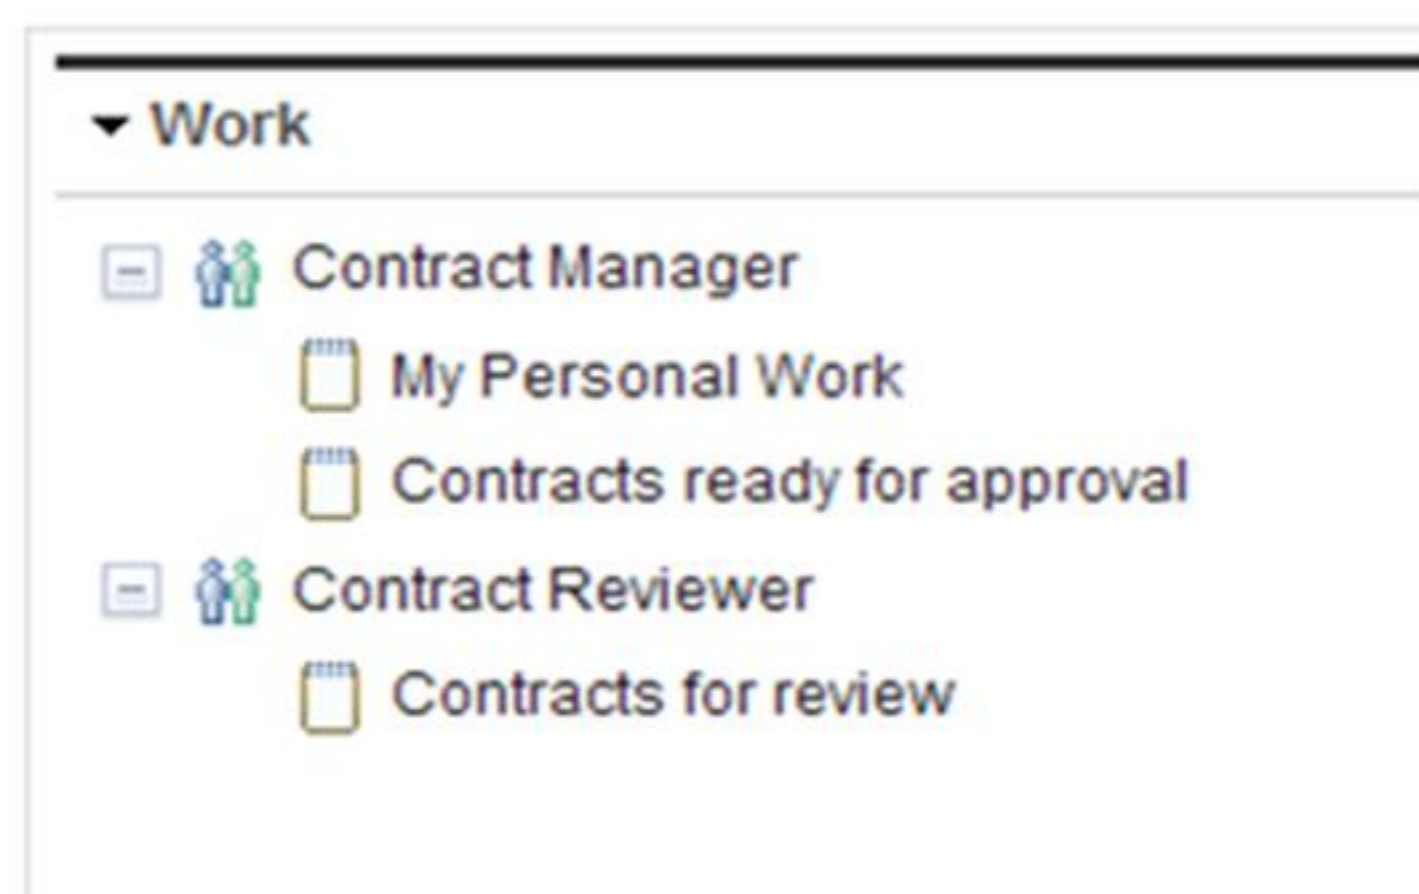 Work
Contract Manager
My Personal Work
Contracts ready for approval
Contract Reviewer
Contracts for review